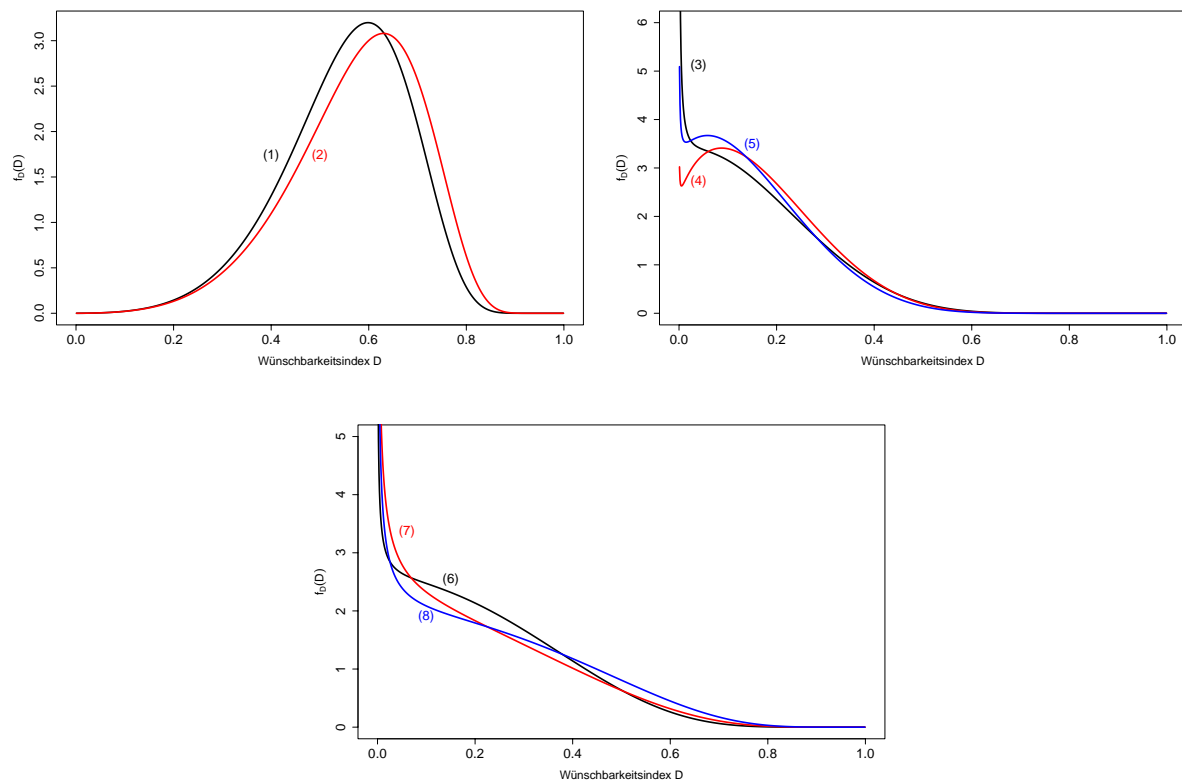 f_D(D)
0.0 0.5 1.0 1.5 2.0 2.5 3.0
(1)
(2)
0.0 0.2 0.4 0.6 0.8 1.0
Wünschbarkeitsindex D
f_D(D)
0 1 2 3 4 5 6
(3)
(5)
(4)
0.0 0.2 0.4 0.6 0.8 1.0
Wünschbarkeitsindex D
f_D(D)
0 1 2 3 4 5
(7)
(6)
(8)
0.0 0.2 0.4 0.6 0.8 1.0
Wünschbarkeitsindex D